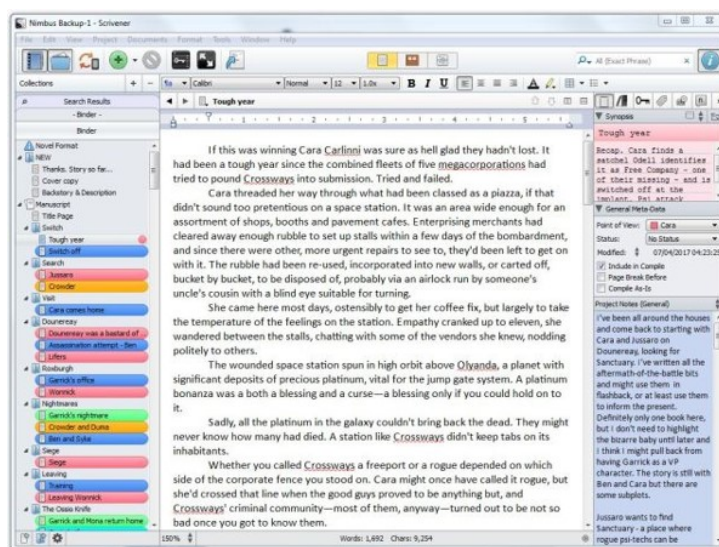 Nimbus Backup-1 - Scrivener
File Edit View Project Documents Format Tools Window Help
All (Exact Phrase)
Collections
Calibri Normal 12 1.0x B I U A
Search Results
- Binder -
Binder
Novel Format
NEW
Thanks. Story so far...
Cover copy
Backstory & Description
Manuscript
Title Page
Switch
Tough year
Switch off
Search
Jussaro
Crowder
Visit
Cara comes home
Dounereay
Dounereay was a bastard of ...
Assassination attempt - Ben
Lifers
Roxburgh
Garrick's office
Wonnick
Nightmares
Garrick's nightmare
Crowder and Duma
Ben and Dyke
Siege
Siege
Leaving
Training
Leaving Wonnick
The Ossie Knife
Garrick and Mona return home
Tough year
If this was winning Cara Carlinni was sure as hell glad they hadn't lost. It
had been a tough year since the combined fleets of five megacorporations had
tried to pound Crossways into submission. Tried and failed.
Cara threaded her way through what had been classed as a piazza, if that
didn't sound too pretentious on a space station. It was an area wide enough for an
assortment of shops, booths and pavement cafes. Enterprising merchants had
cleared away enough rubble to set up stalls within a few days of the bombardment,
and since there were other, more urgent repairs to see to, they'd been left to get on
with it. The rubble had been re-used, incorporated into new walls, or carted off,
bucket by bucket, to be disposed of, probably via an airlock run by someone's
uncle's cousin with a blind eye suitable for turning.
She came here most days, ostensibly to get her coffee fix, but largely to take
the temperature of the feelings on the station. Empathy cranked up to eleven, she
wandered between the stalls, chatting with some of the vendors she knew, nodding
politely to others.
The wounded space station spun in high orbit above Olyanda, a planet with
significant deposits of precious platinum, vital for the jump gate system. A platinum
bonanza was a both a blessing and a curse—a blessing only if you could hold on to
it.
Sadly, all the platinum in the galaxy couldn't bring back the dead. They might
never know how many had died. A station like Crossways didn't keep tabs on its
inhabitants.
Whether you called Crossways a freeport or a rogue depended on which
side of the corporate fence you stood on. Cara might once have called it rogue, but
she'd crossed that line when the good guys proved to be anything but, and
Crossways' criminal community—most of them, anyway—turned out to be not so
bad once you got to know them.
150% Words: 1,692 Chars: 9,254
Synopsis
Tough year
Recap. Cara finds a
satchel Odell identifies
it as Free Company - one
of their missing - and is
switched off at the
implant. Psi attack
General Meta-Data
Point of View: Cara
Status: No Status
Modified: 07/04/2017 04:23:2
Include in Compile
Page Break Before
Compile As-Is
Project Notes (General)
I've been all around the houses
and come back to starting with
Cara and Jussaro on
Dounereay, looking for
Sanctuary. I've written all the
aftermath-of-the-battle bits
and might use them in
flashback, or at least use them
to inform the present.
Definitely only one book here,
but I don't need to highlight
the bizarre baby until later and
I think I might pull back from
having Garrick as a VP
character. The story is still with
Ben and Cara but there are
some subplots.
Jussaro wants to find
Sanctuary - a place where
rogue psi-techs can be